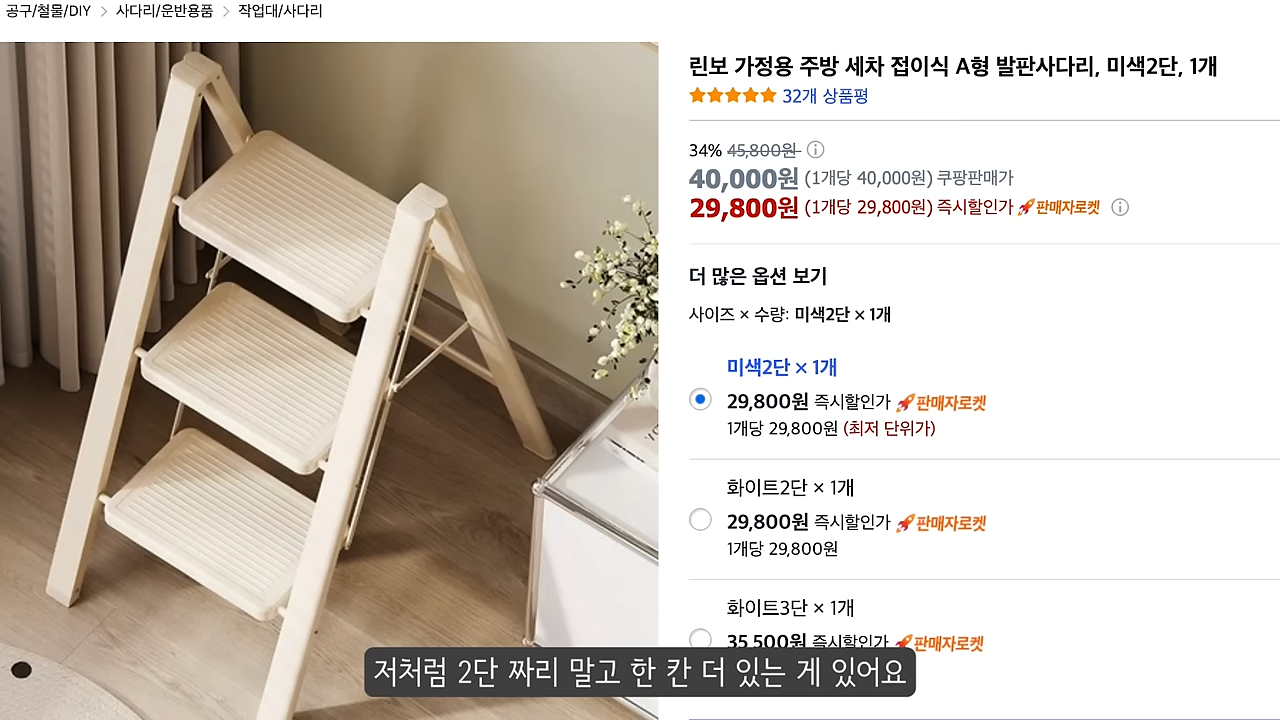 공구/철물/DIY > 사다리/운반용품 > 작업대/사다리
린보 가정용 주방 세차 접이식 A형 발판사다리, 미색2단, 1개
32개 상품평
34% 45,800원
40,000원 (1개당 40,000원) 쿠팡판매가
29,800원 (1개당 29,800원) 즉시할인가 판매자로켓
더 많은 옵션 보기
사이즈 × 수량: 미색2단 × 1개
미색2단 × 1개
29,800원 즉시할인가 판매자로켓
1개당 29,800원 (최저 단위가)
화이트2단 × 1개
29,800원 즉시할인가 판매자로켓
1개당 29,800원
화이트3단 × 1개
35,500원 즉시할인가 판매자로켓
저처럼 2단 짜리 말고 한 칸 더 있는 게 있어요